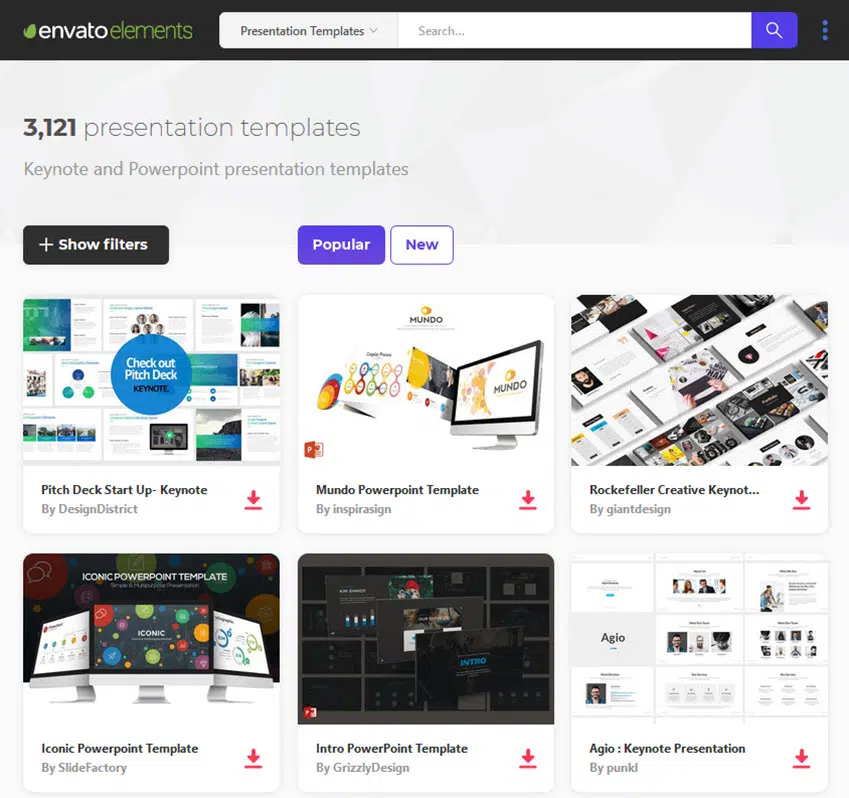 envatoelements
Presentation Templates
Search...
3,121 presentation templates
Keynote and Powerpoint presentation templates
+ Show filters
Popular
New
Check out
Pitch Deck
KEYNOTE.
Pitch Deck Start Up- Keynote
By DesignDistrict
MUNDO
MUNDO
Mundo Powerpoint Template
By inspirasign
Rockefeller Creative Keynot...
By giantdesign
ICONIC POWERPOINT TEMPLATE
Simple & Multipurpose Presentation
ICONIC
Iconic Powerpoint Template
By SlideFactory
INTRO
Intro PowerPoint Template
By GrizzlyDesign
Agio
Agio : Keynote Presentation
By punkl